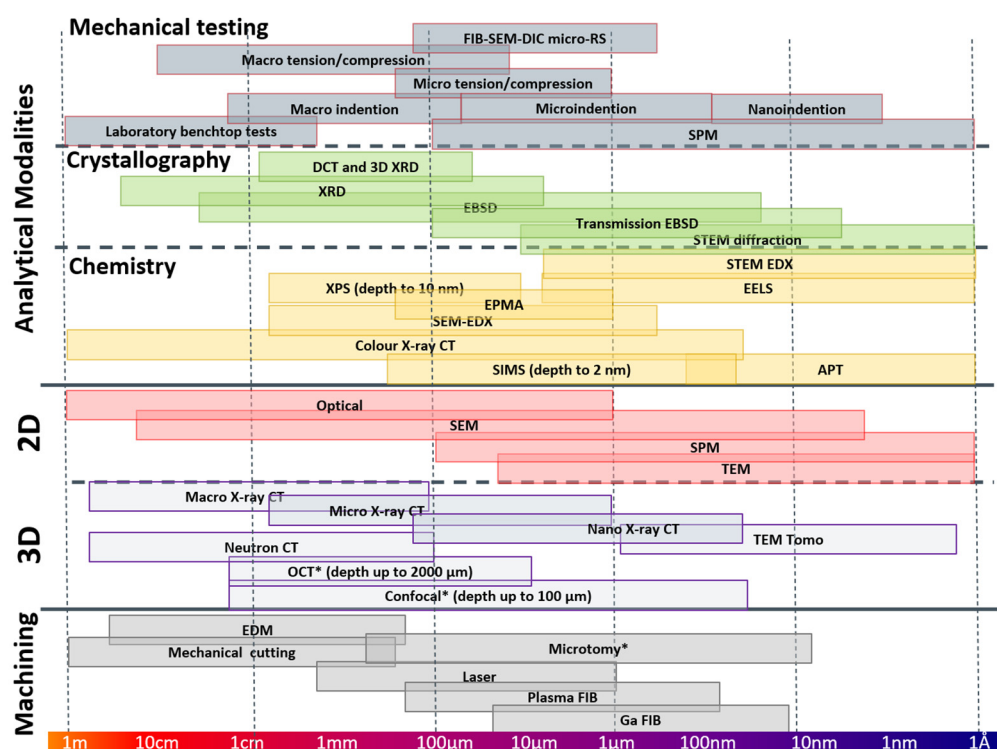 Mechanical testing
FIB-SEM-DIC micro-RS
Macro tension/compression
Micro tension/compression
Macro indention
Microindention
Nanoindention
Laboratory benchtop tests
SPM
Analytical Modalities
Crystallography
DCT and 3D XRD
XRD
EBSD
Transmission EBSD
STEM diffraction
Chemistry
STEM EDX
XPS (depth to 10 nm)
EELS
EPMA
SEM-EDX
Colour X-ray CT
SIMS (depth to 2 nm)
APT
2D
Optical
SEM
SPM
TEM
3D
Macro X-ray CT
Micro X-ray CT
Nano X-ray CT
TEM Tomo
Neutron CT
OCT* (depth up to 2000 µm)
Confocal* (depth up to 100 µm)
Machining
EDM
Mechanical cutting
Microtomy*
Laser
Plasma FIB
Ga FIB
1m 10cm 1cm 1mm 100µm 10µm 1µm 100nm 10nm 1nm 1Å